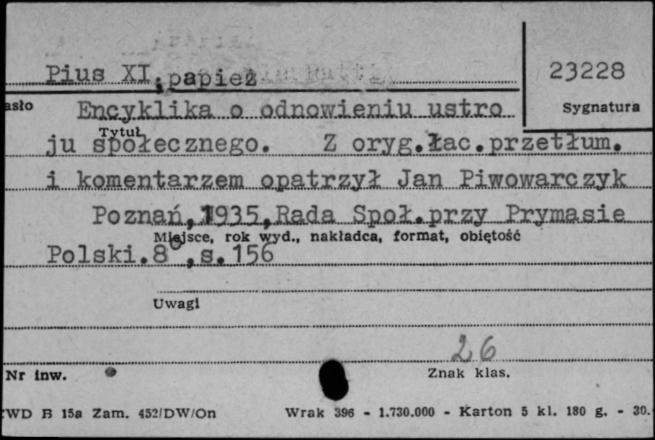 Pius XI, papież
23228
asło
Encyklika o odnowieniu ustro
Sygnatura
Tytuł
ju społecznego. Z oryg.łac.przetłum.
i komentarzem opatrzył Jan Piwowarczyk
Poznań,1935,Rada Społ.przy Prymasie
Miejsce, rok wyd., nakładca, format, objętość
Polski.8°,s.156
Uwagi
26
Nr inw.
Znak klas.
WD B 15a Zam. 452/DW/On Wrak 396 - 1.730.000 - Karton 5 kl. 180 g. - 30.